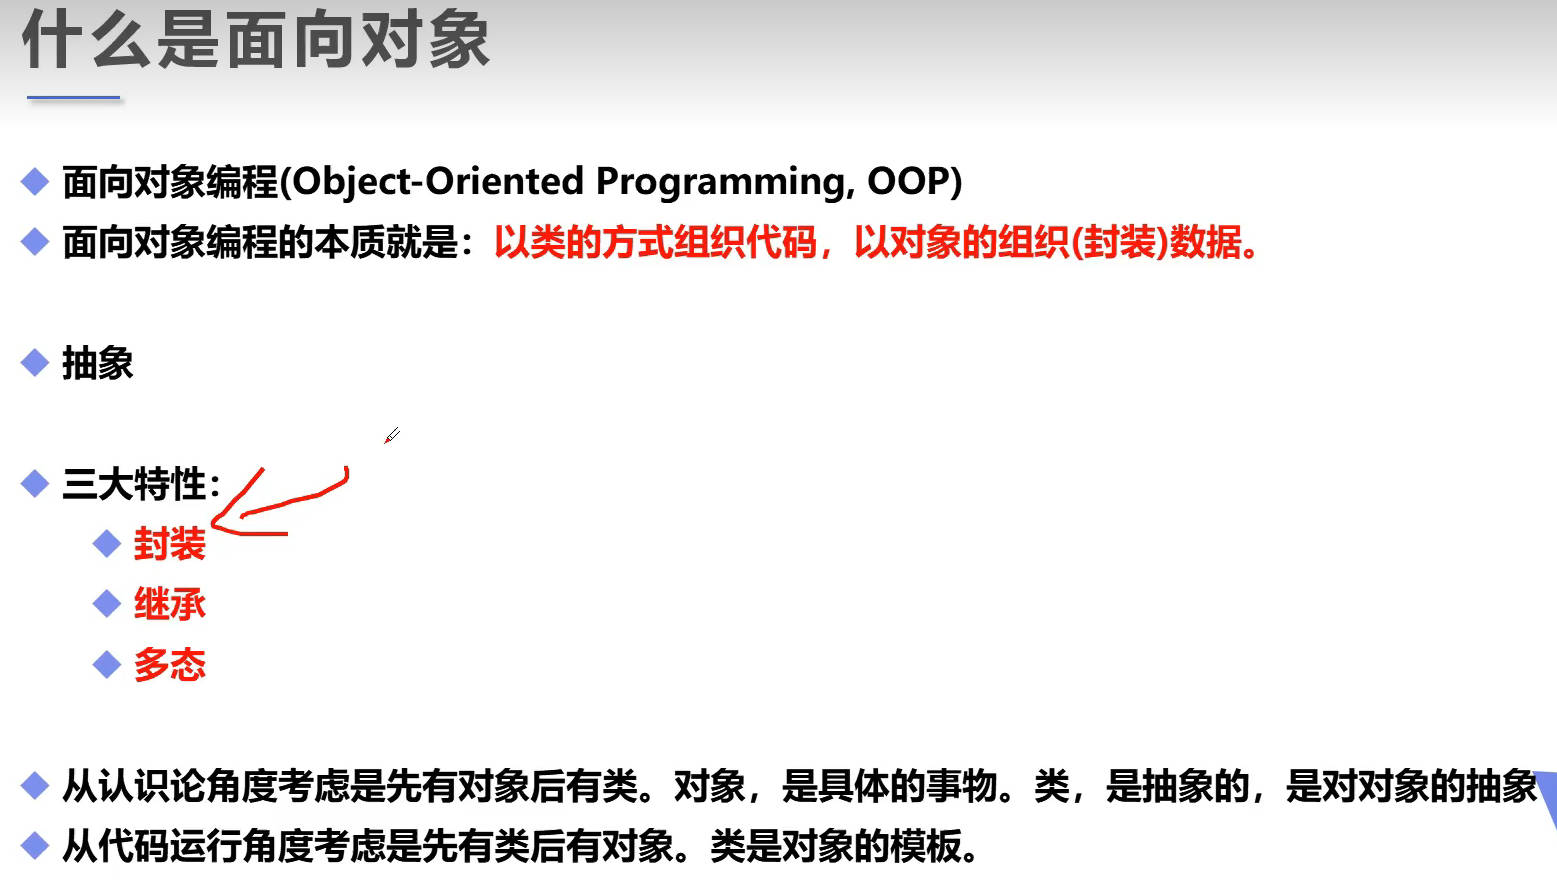 什么是面向对象
面向对象编程(Object-Oriented Programming, OOP)
面向对象编程的本质就是：以类的方式组织代码，以对象的组织(封装)数据。
抽象
三大特性：
封装
继承
多态
从认识论角度考虑是先有对象后有类。对象，是具体的事物。类，是抽象的，是对对象的抽象
从代码运行角度考虑是先有类后有对象。类是对象的模板。